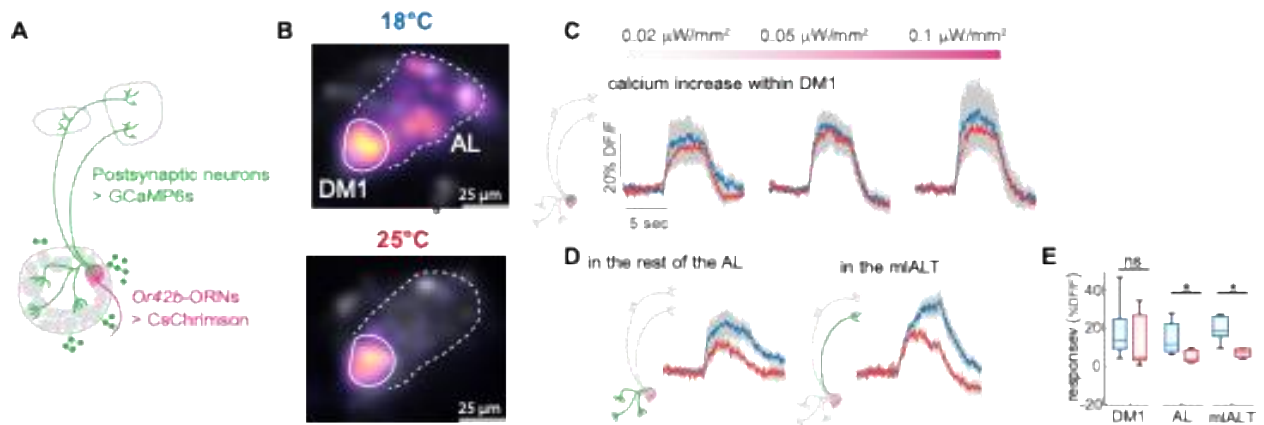 A
Postsynaptic neurons
> GCaMP6s
Or42b-ORNs
> CsChrimson
B
18°C
AL
DM1
25 µm
25°C
25 µm
C
0.02 µW/mm² 0.05 µW/mm² 0.1 µW/mm²
calcium increase within DM1
20% DF/F
5 sec
D
in the rest of the AL
in the mlALT
E
ns
* *
40
20
0
-20
DM1 AL mlALT